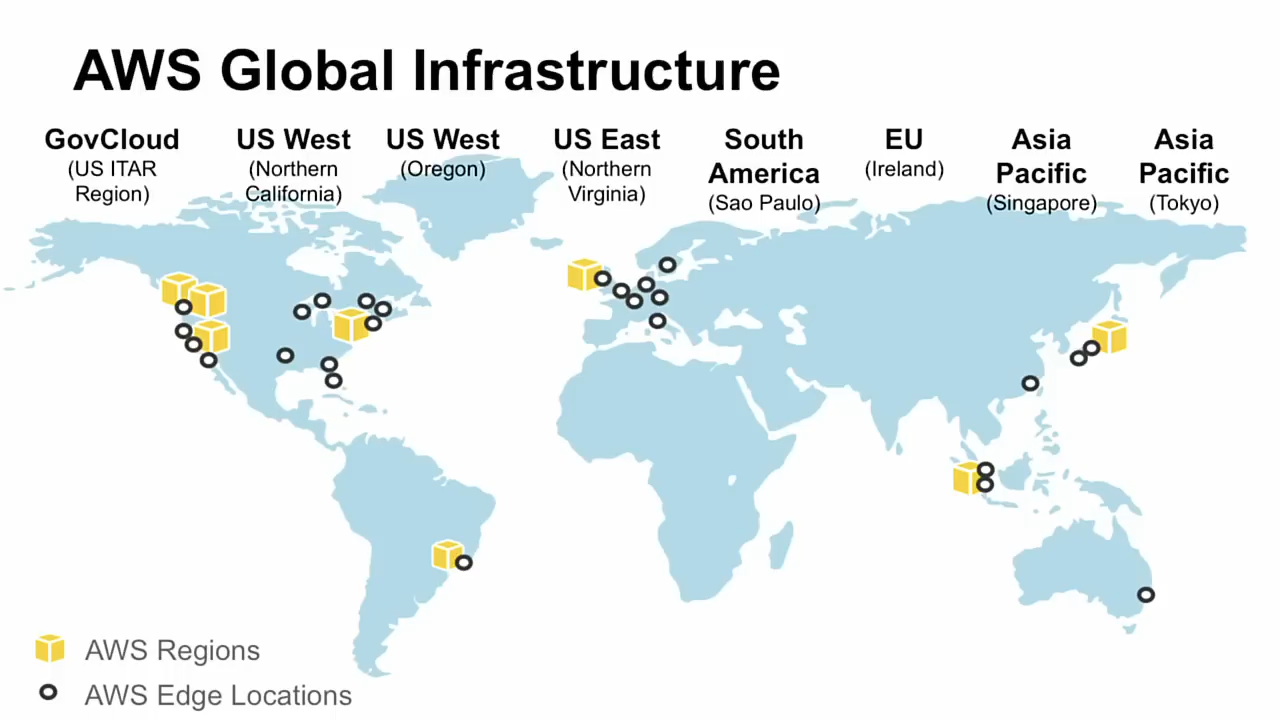 AWS Global Infrastructure
GovCloud
(US ITAR
Region)
US West
(Northern
California)
US West
(Oregon)
US East
(Northern
Virginia)
South
America
(Sao Paulo)
EU
(Ireland)
Asia
Pacific
(Singapore)
Asia
Pacific
(Tokyo)
AWS Regions
AWS Edge Locations